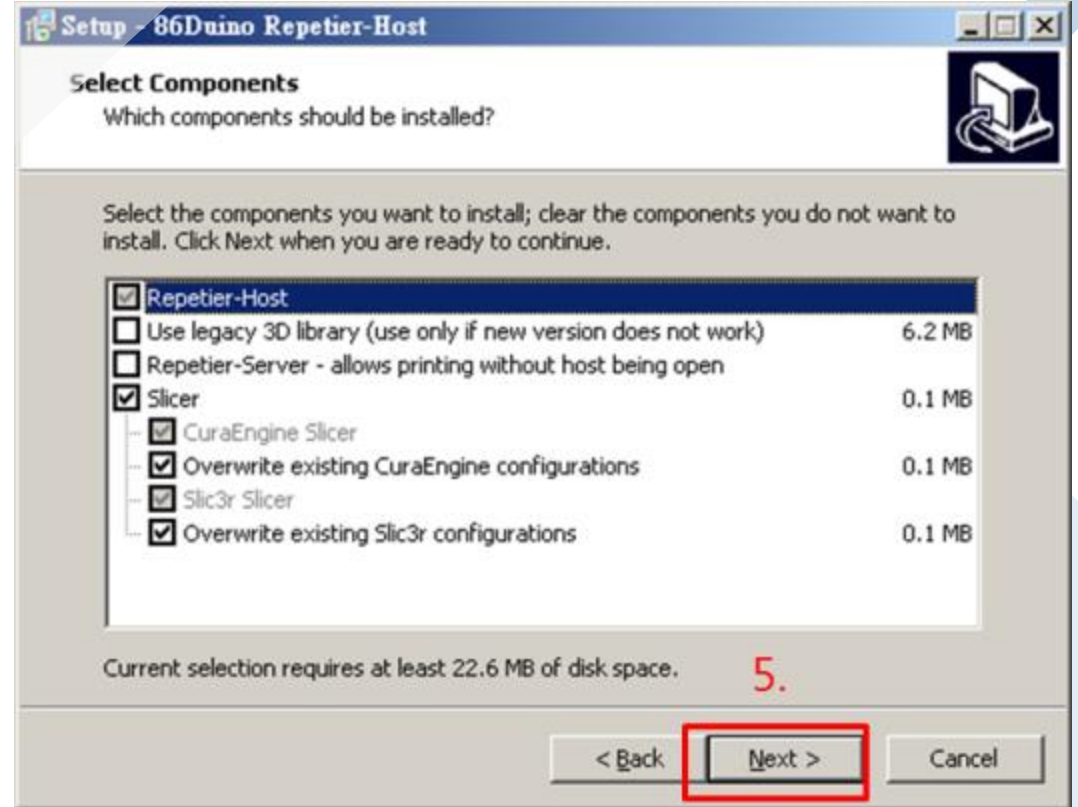 Setup - 86Duino Repetier-Host
Select Components
Which components should be installed?
Select the components you want to install; clear the components you do not want to
install. Click Next when you are ready to continue.
Repetier-Host
Use legacy 3D library (use only if new version does not work) 6.2 MB
Repetier-Server - allows printing without host being open
Slicer 0.1 MB
CuraEngine Slicer
Overwrite existing CuraEngine configurations 0.1 MB
Slic3r Slicer
Overwrite existing Slic3r configurations 0.1 MB
Current selection requires at least 22.6 MB of disk space.
5.
< Back Next > Cancel